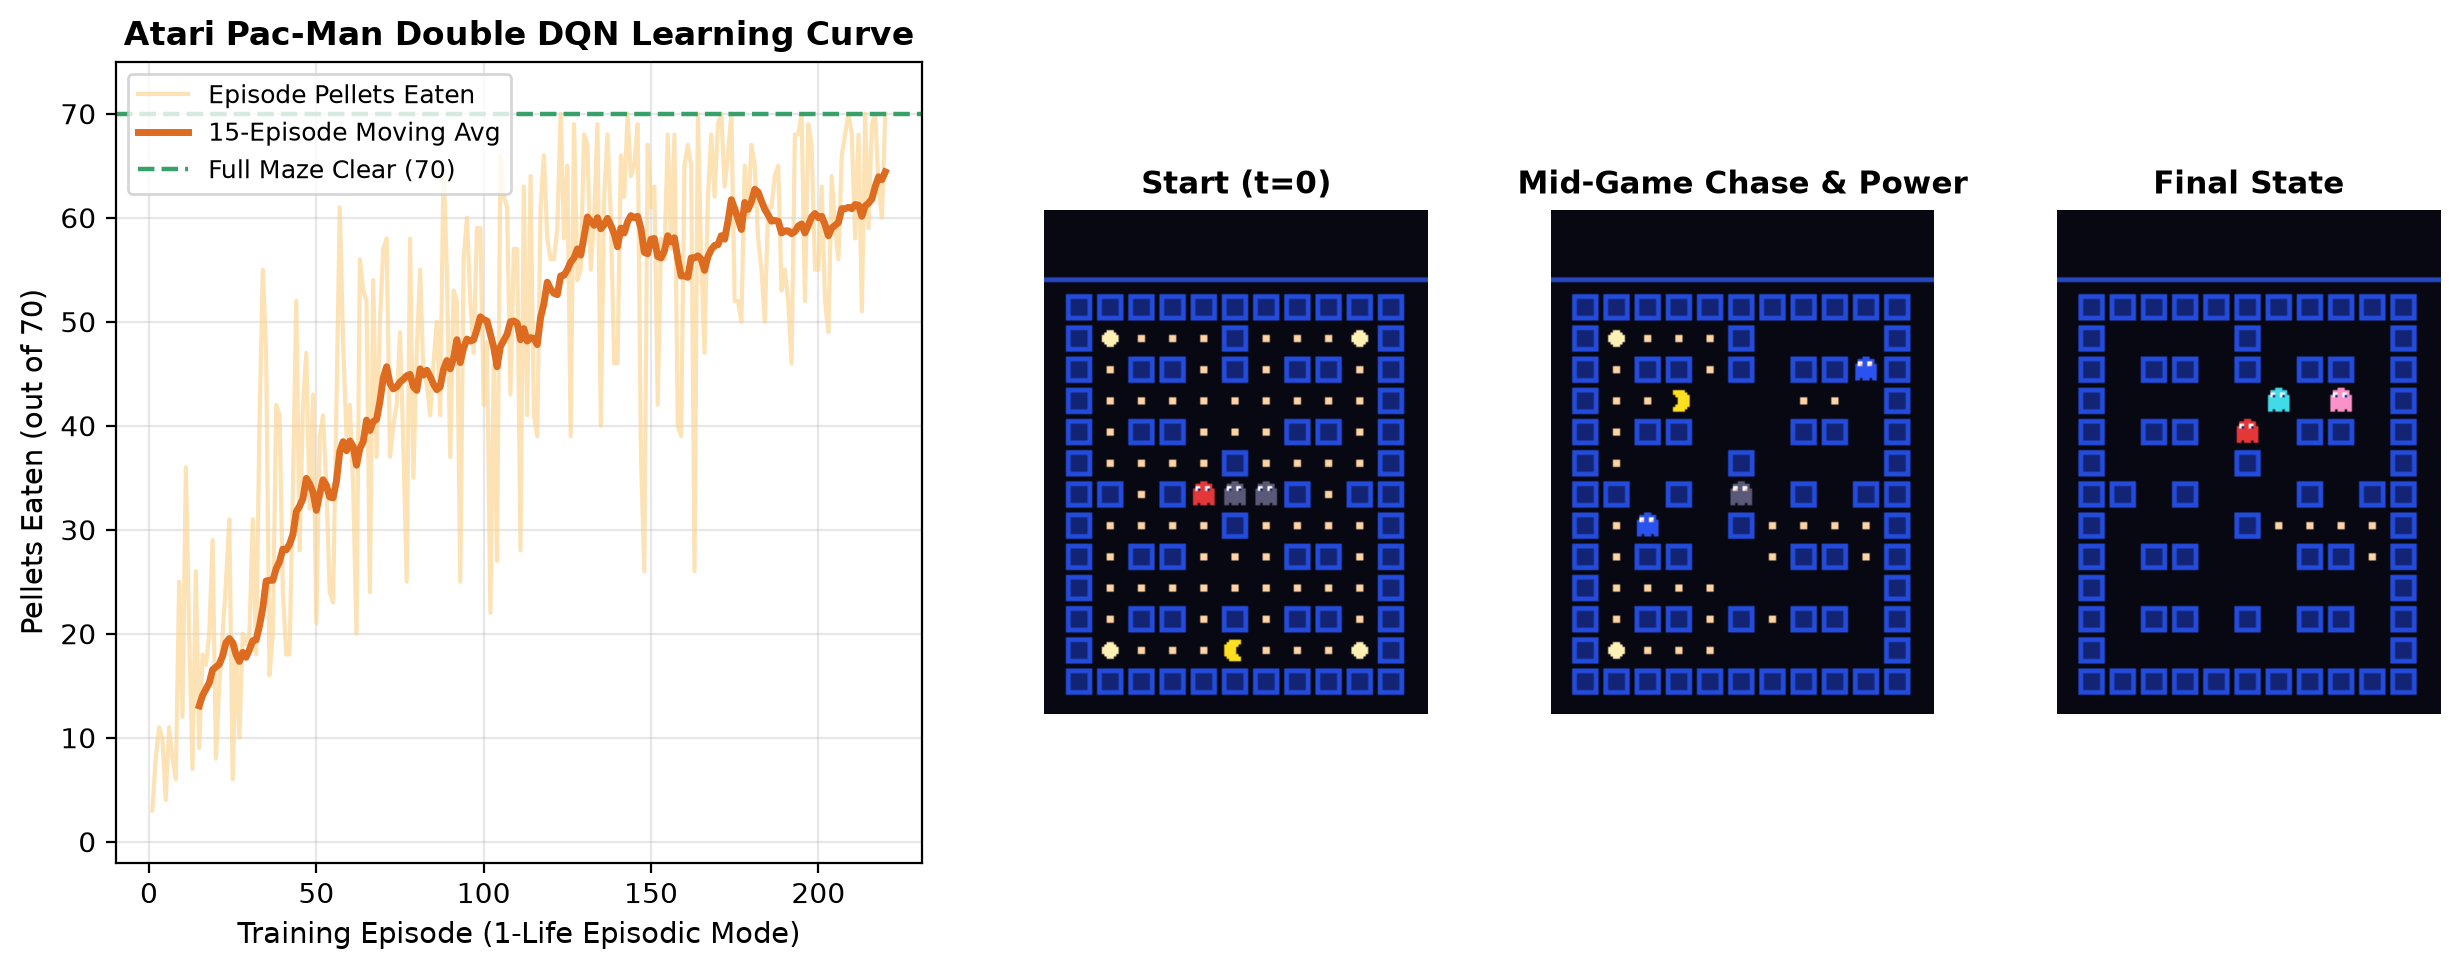 Atari Pac-Man Double DQN Learning Curve
Episode Pellets Eaten
15-Episode Moving Avg
Full Maze Clear (70)
Pellets Eaten (out of 70)
70
60
50
40
30
20
10
0
0 50 100 150 200
Training Episode (1-Life Episodic Mode)
Start (t=0)
Mid-Game Chase & Power
Final State